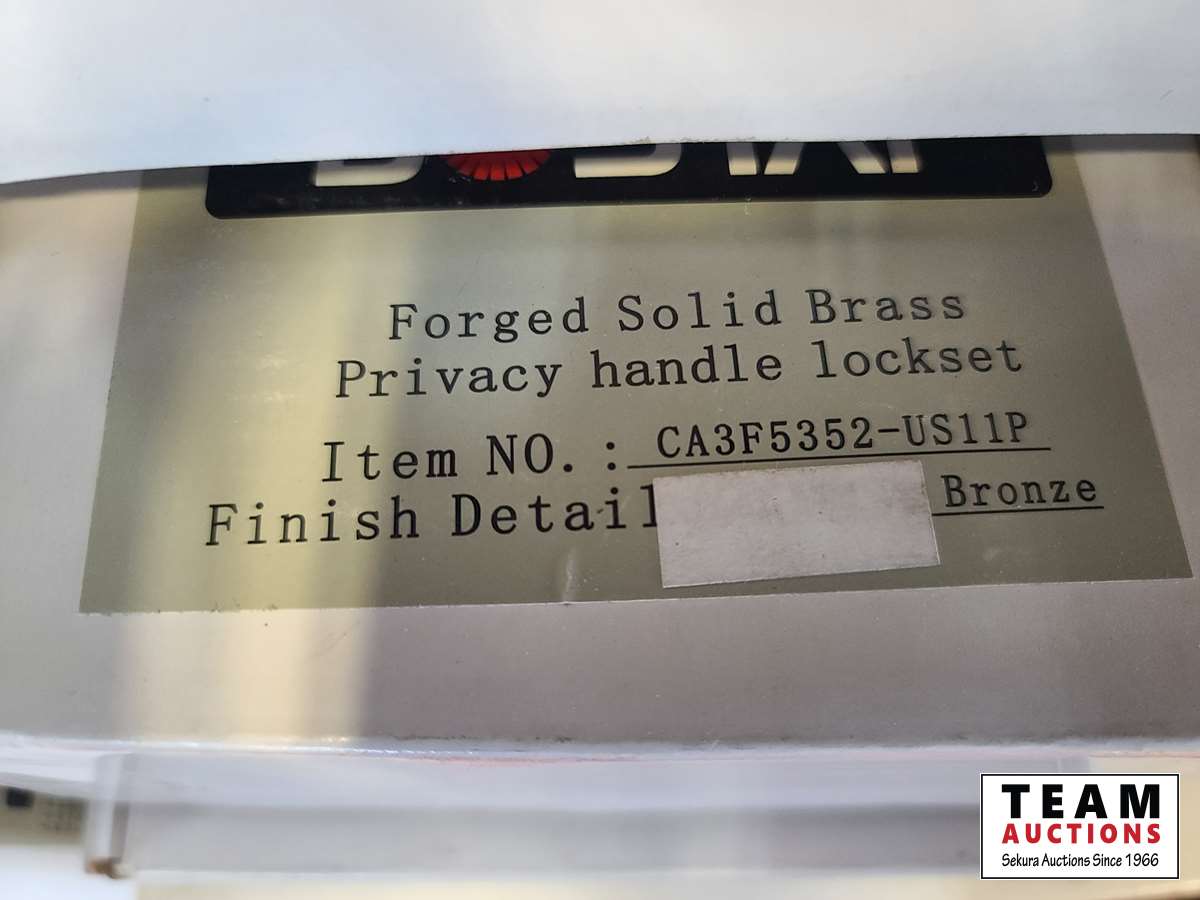 Forged Solid Brass
Privacy handle lockset
Item NO. : CA3F5352-US11P
Finish Detail Bronze
TEAM
AUCTIONS
Sekura Auctions Since 1966